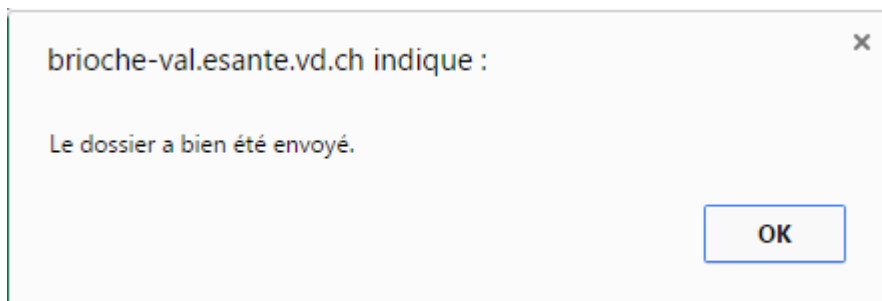 brioche-val.esante.vd.ch indique :
Le dossier a bien été envoyé.
OK